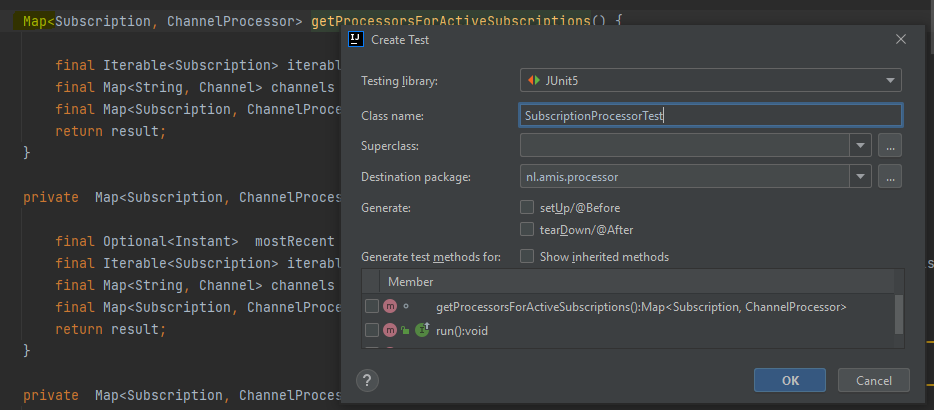 Map<Subscription, ChannelProcessor> getProcessorsForActiveSubscriptions() {
final Iterable<Subscription> iterabl
final Map<String, Channel> channels
final Map<Subscription, ChannelProce
return result;
}
private Map<Subscription, ChannelProces
final Optional<Instant> mostRecent
final Iterable<Subscription> iterabl
final Map<String, Channel> channels
final Map<Subscription, ChannelProce
return result;
}
private Map<Subscription, ChannelProces
Create Test
Testing library:
JUnit5
Class name:
SubscriptionProcessorTest
Superclass:
...
Destination package:
nl.amis.processor
...
Generate:
setUp/@Before
tearDown/@After
Generate test methods for:
Show inherited methods
Member
m getProcessorsForActiveSubscriptions():Map<Subscription, ChannelProcessor>
m I run():void
?
OK
Cancel